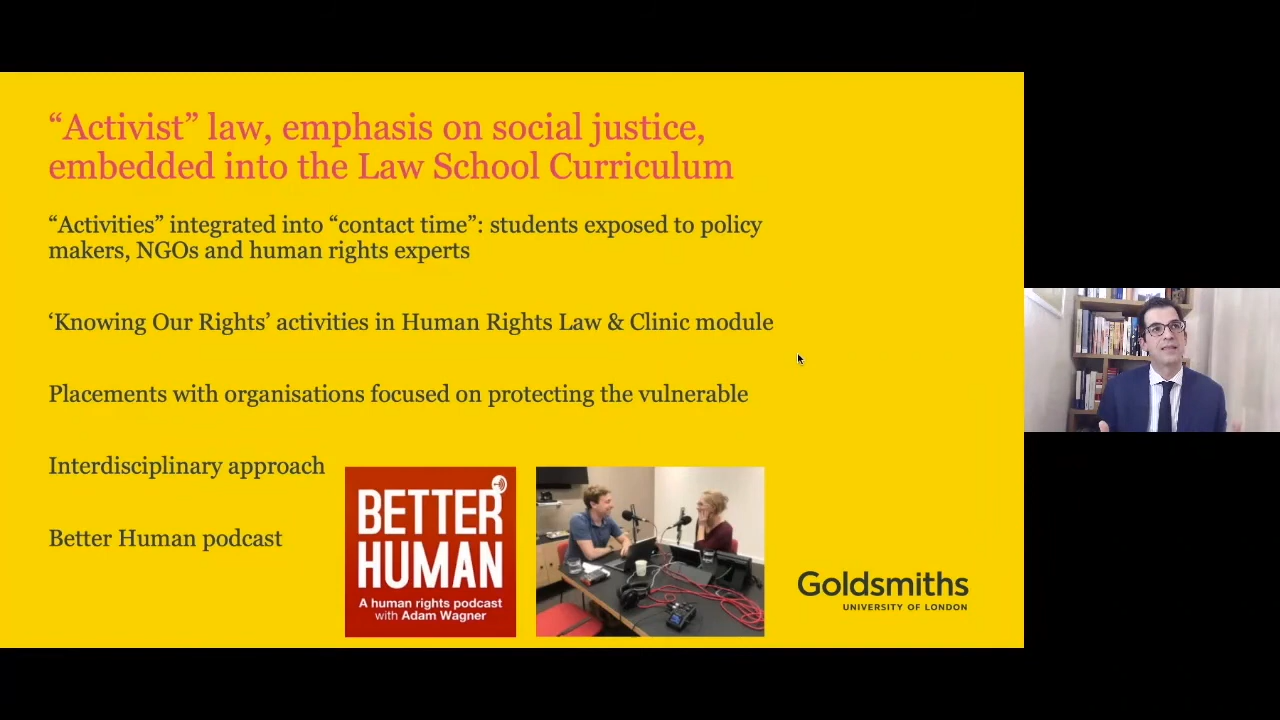 “Activist” law, emphasis on social justice,
embedded into the Law School Curriculum
“Activities” integrated into “contact time”: students exposed to policy
makers, NGOs and human rights experts
‘Knowing Our Rights’ activities in Human Rights Law & Clinic module
Placements with organisations focused on protecting the vulnerable
Interdisciplinary approach
Better Human podcast
BETTER
HUMAN
A human rights podcast
with Adam Wagner
Goldsmiths
UNIVERSITY OF LONDON